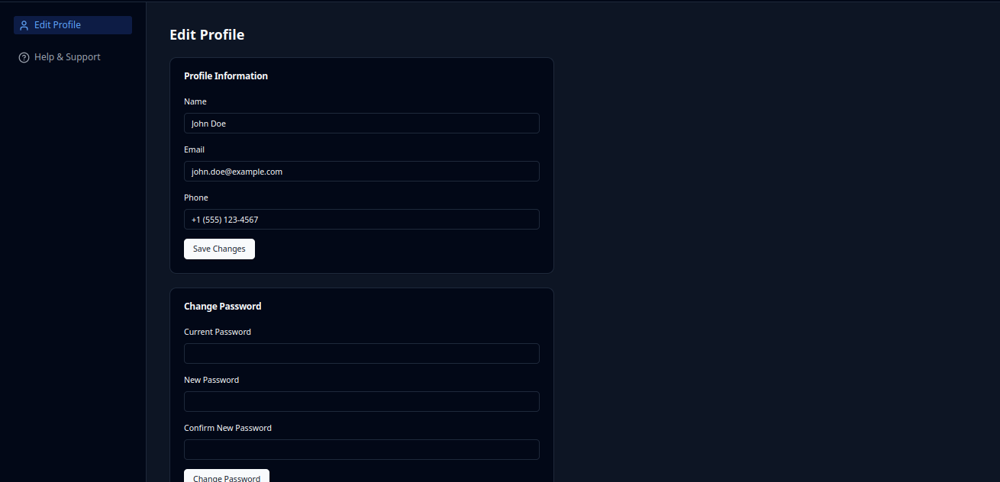 Edit Profile
Help & Support
Edit Profile
Profile Information
Name
John Doe
Email
john.doe@example.com
Phone
+1 (555) 123-4567
Save Changes
Change Password
Current Password
New Password
Confirm New Password
Change Password